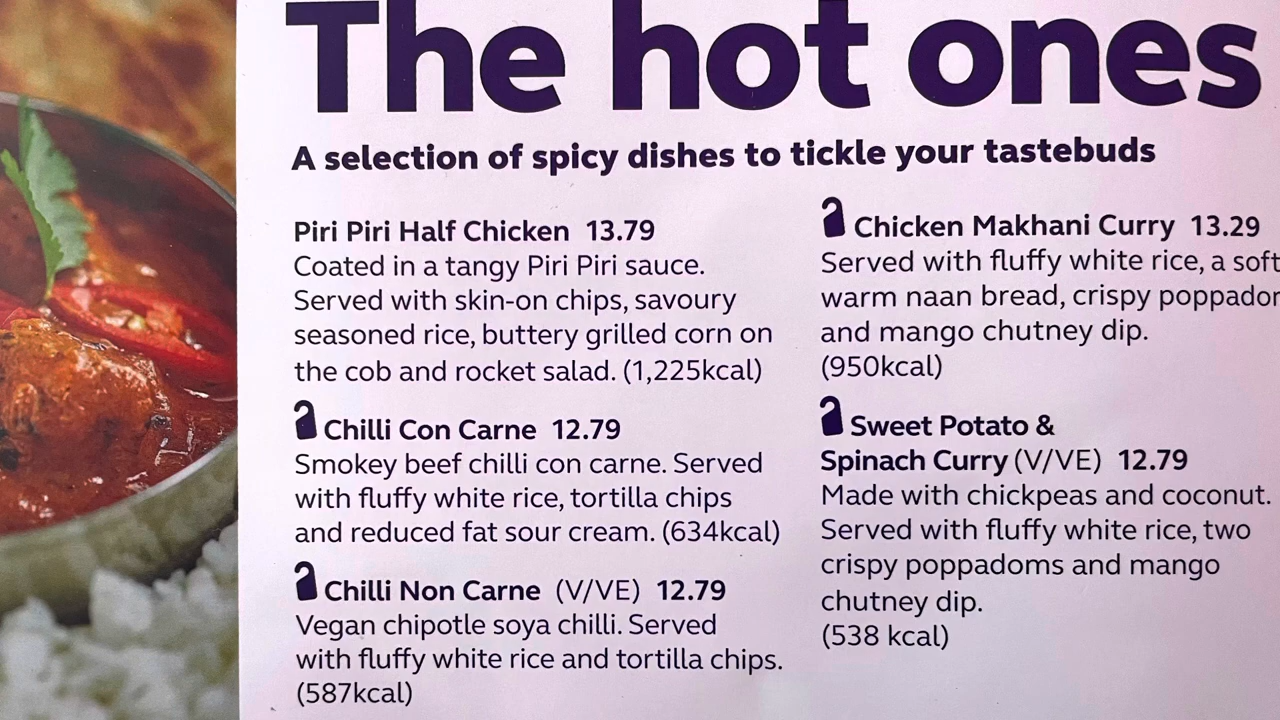 The hot ones
A selection of spicy dishes to tickle your tastebuds
Piri Piri Half Chicken 13.79
Coated in a tangy Piri Piri sauce.
Served with skin-on chips, savoury
seasoned rice, buttery grilled corn on
the cob and rocket salad. (1,225kcal)
Chilli Con Carne 12.79
Smokey beef chilli con carne. Served
with fluffy white rice, tortilla chips
and reduced fat sour cream. (634kcal)
Chilli Non Carne (V/VE) 12.79
Vegan chipotle soya chilli. Served
with fluffy white rice and tortilla chips.
(587kcal)
Chicken Makhani Curry 13.29
Served with fluffy white rice, a soft
warm naan bread, crispy
and mango chutney dip.
(950kcal)
Sweet Potato &
Spinach Curry (V/VE) 12.79
Made with chickpeas and coconut.
Served with fluffy white rice, two
crispy poppadoms and mango
chutney dip.
(538 kcal)